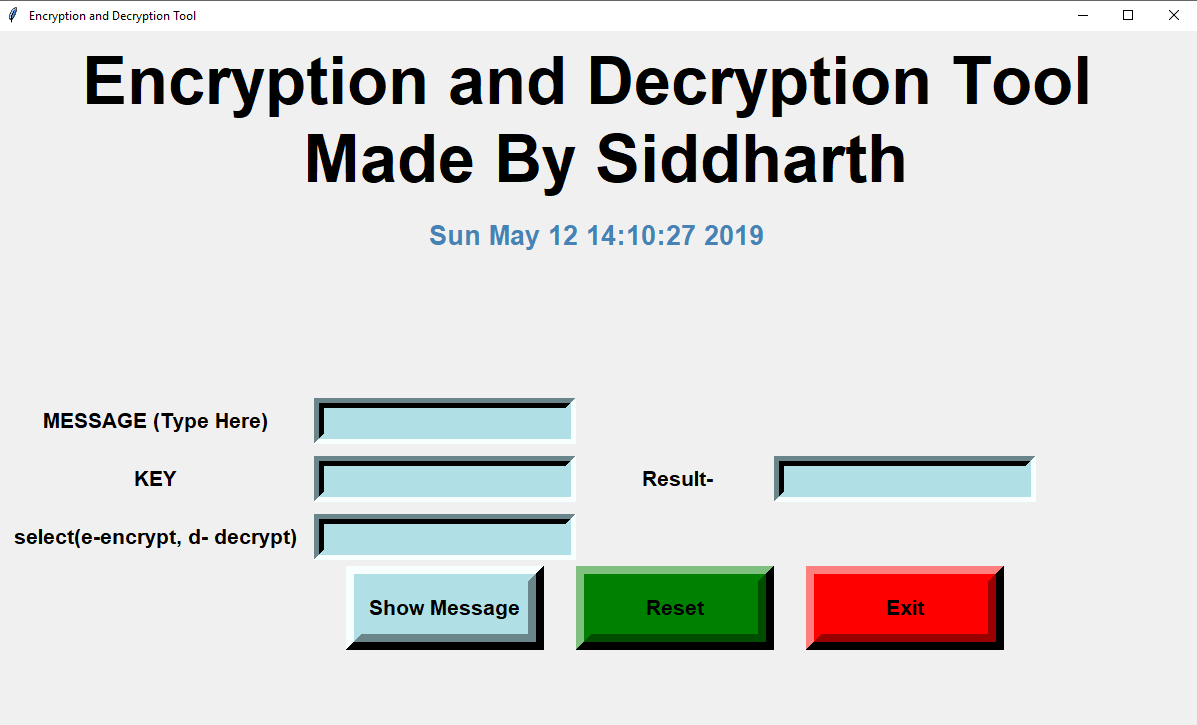 Encryption and Decryption Tool
Encryption and Decryption Tool
Made By Siddharth
Sun May 12 14:10:27 2019
MESSAGE (Type Here)
KEY
Result-
select(e-encrypt, d- decrypt)
Show Message
Reset
Exit